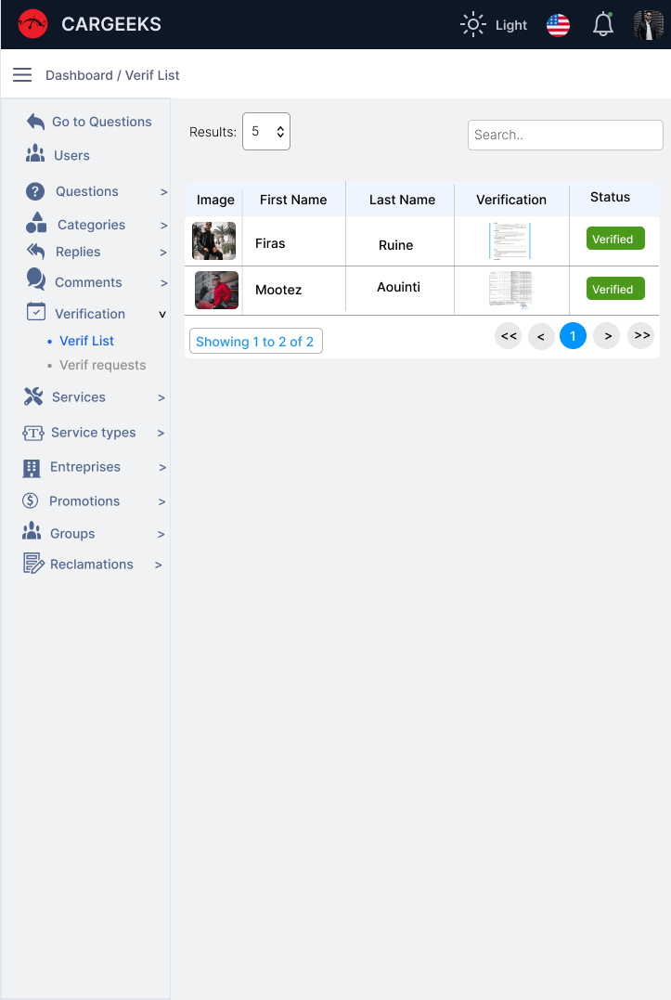 CARGEEKS
Light
Dashboard / Verif List
Go to Questions
Users
Questions >
Categories >
Replies >
Comments >
Verification v
Verif List
Verif requests
Services >
Service types >
Entreprises >
Promotions >
Groups >
Reclamations >
Results: 5
Search..
Image First Name Last Name Verification Status
Firas Ruine Verified
Mootez Aouinti Verified
Showing 1 to 2 of 2
<< < 1 > >>